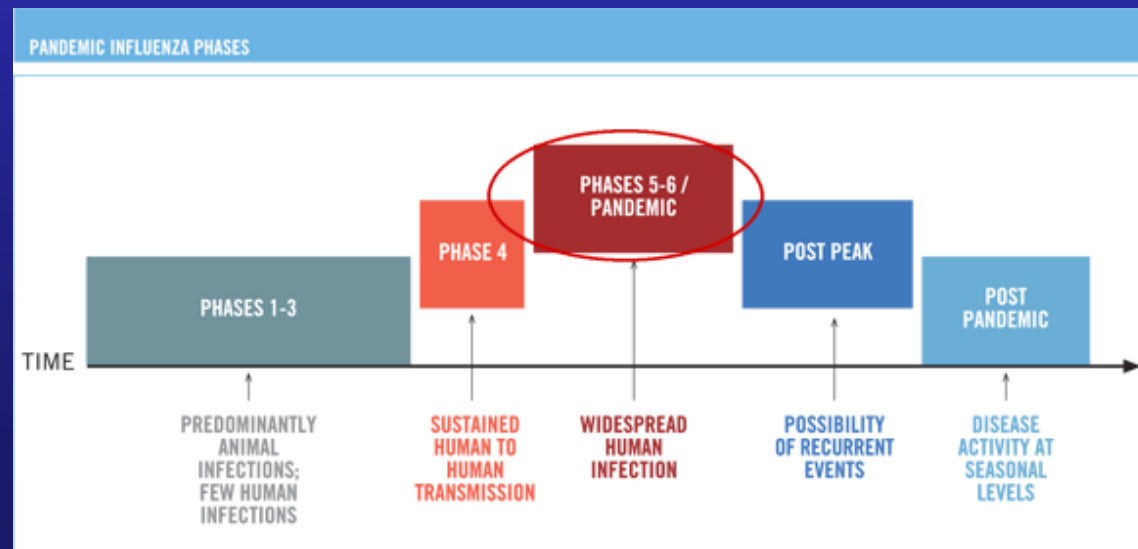 PANDEMIC INFLUENZA PHASES
PHASES 5-6 /
PANDEMIC
PHASE 4
POST PEAK
PHASES 1-3
POST
PANDEMIC
TIME
PREDOMINANTLY
ANIMAL
INFECTIONS;
FEW HUMAN
INFECTIONS
SUSTAINED
HUMAN TO
HUMAN
TRANSMISSION
WIDESPREAD
HUMAN
INFECTION
POSSIBILITY
OF RECURRENT
EVENTS
DISEASE
ACTIVITY AT
SEASONAL
LEVELS